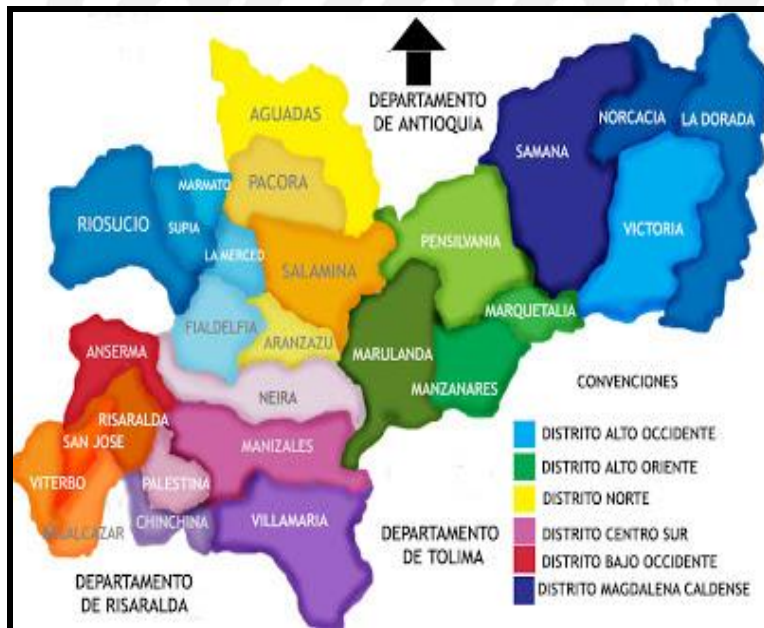 AGUADAS
DEPARTAMENTO
DE ANTIOQUIA
NORCACIA
LA DORADA
SAMANA
MARMATO
PACORA
RIOSUCIO
SUPIA
VICTORIA
LA MERCED
SALAMINA
PENSILVANIA
FIALDELFIA
ARANZAZU
MARQUETALIA
ANSERMA
MARULANDA
MANZANARES
CONVENCIONES
NEIRA
RISARALDA
SAN JOSE
MANIZALES
DISTRITO ALTO OCCIDENTE
DISTRITO ALTO ORIENTE
VITERBO
PALESTINA
DISTRITO NORTE
CHINCHINA
VILLAMARIA
DEPARTAMENTO
DE TOLIMA
DISTRITO CENTRO SUR
DISTRITO BAJO OCCIDENTE
DISTRITO MAGDALENA CALDENSE
DEPARTAMENTO
DE RISARALDA